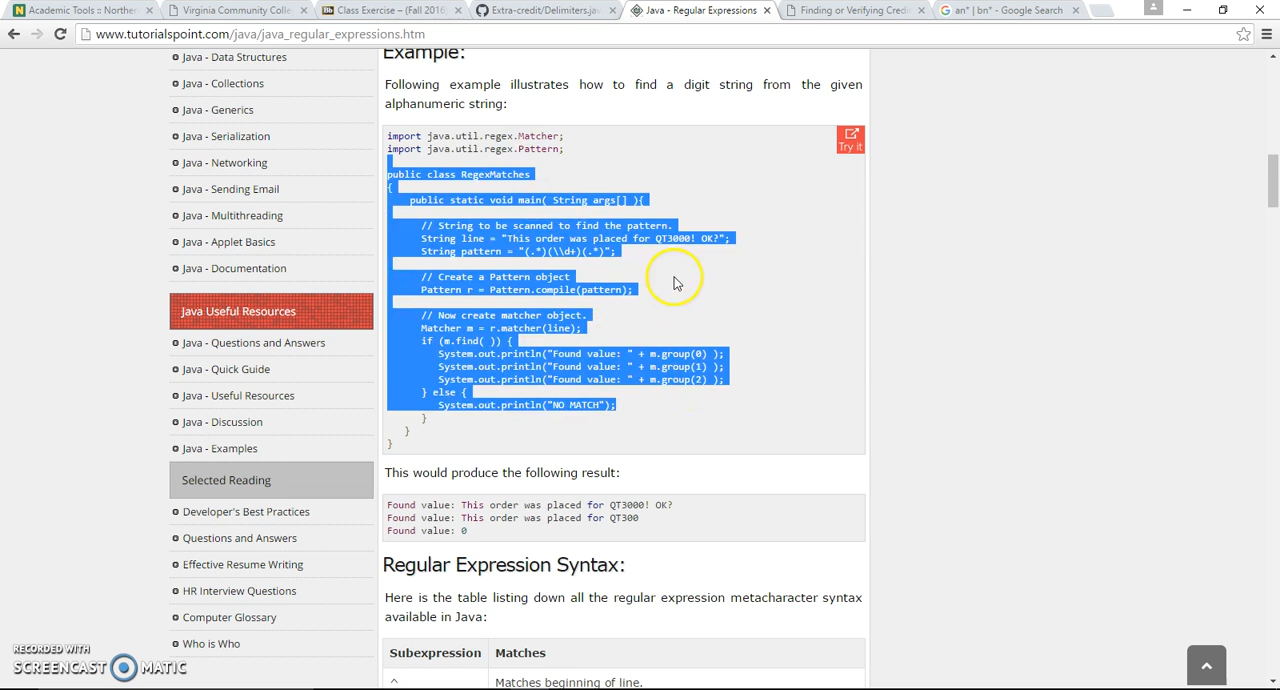 Academic Tools :: Norther
Virginia Community Colle
Class Exercise – (Fall 2016)
Extra-credit/Delimiters.jav
Java - Regular Expressions
Finding or Verifying Credi
an* | bn* - Google Search
www.tutorialspoint.com/java/java_regular_expressions.htm
Java - Data Structures
Java - Collections
Java - Generics
Java - Serialization
Java - Networking
Java - Sending Email
Java - Multithreading
Java - Applet Basics
Java - Documentation
Java Useful Resources
Java - Questions and Answers
Java - Quick Guide
Java - Useful Resources
Java - Discussion
Java - Examples
Selected Reading
Developer's Best Practices
Questions and Answers
Effective Resume Writing
HR Interview Questions
Computer Glossary
Who is Who
Example:
Following example illustrates how to find a digit string from the given
alphanumeric string:
Try it
import java.util.regex.Matcher;
import java.util.regex.Pattern;
public class RegexMatches
{
public static void main( String args[] ){
// String to be scanned to find the pattern.
String line = "This order was placed for QT3000! OK?";
String pattern = "(.*)(\\d+)(.*)";
// Create a Pattern object
Pattern r = Pattern.compile(pattern);
// Now create matcher object.
Matcher m = r.matcher(line);
if (m.find( )) {
System.out.println("Found value: " + m.group(0) );
System.out.println("Found value: " + m.group(1) );
System.out.println("Found value: " + m.group(2) );
} else {
System.out.println("NO MATCH");
}
}
}
This would produce the following result:
Found value: This order was placed for QT3000! OK?
Found value: This order was placed for QT300
Found value: 0
Regular Expression Syntax:
Here is the table listing down all the regular expression metacharacter syntax
available in Java:
Subexpression Matches
^ Matches beginning of line.
RECORDED WITH
SCREENCAST MATIC